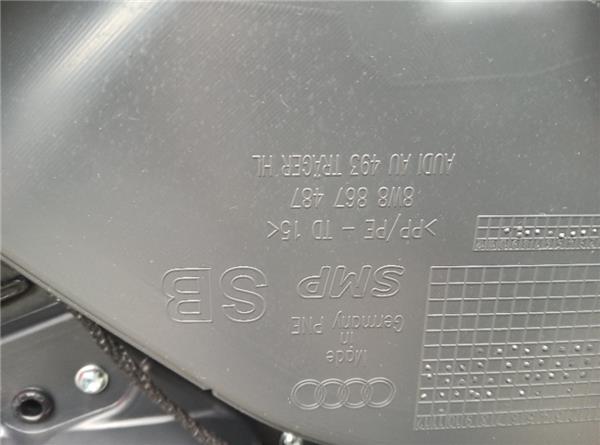 AUDI AU 493 TRÄGER HL
8W8 867 487
>PP/PE - TD 15<
SMP SB
Made
in
Germany PNE